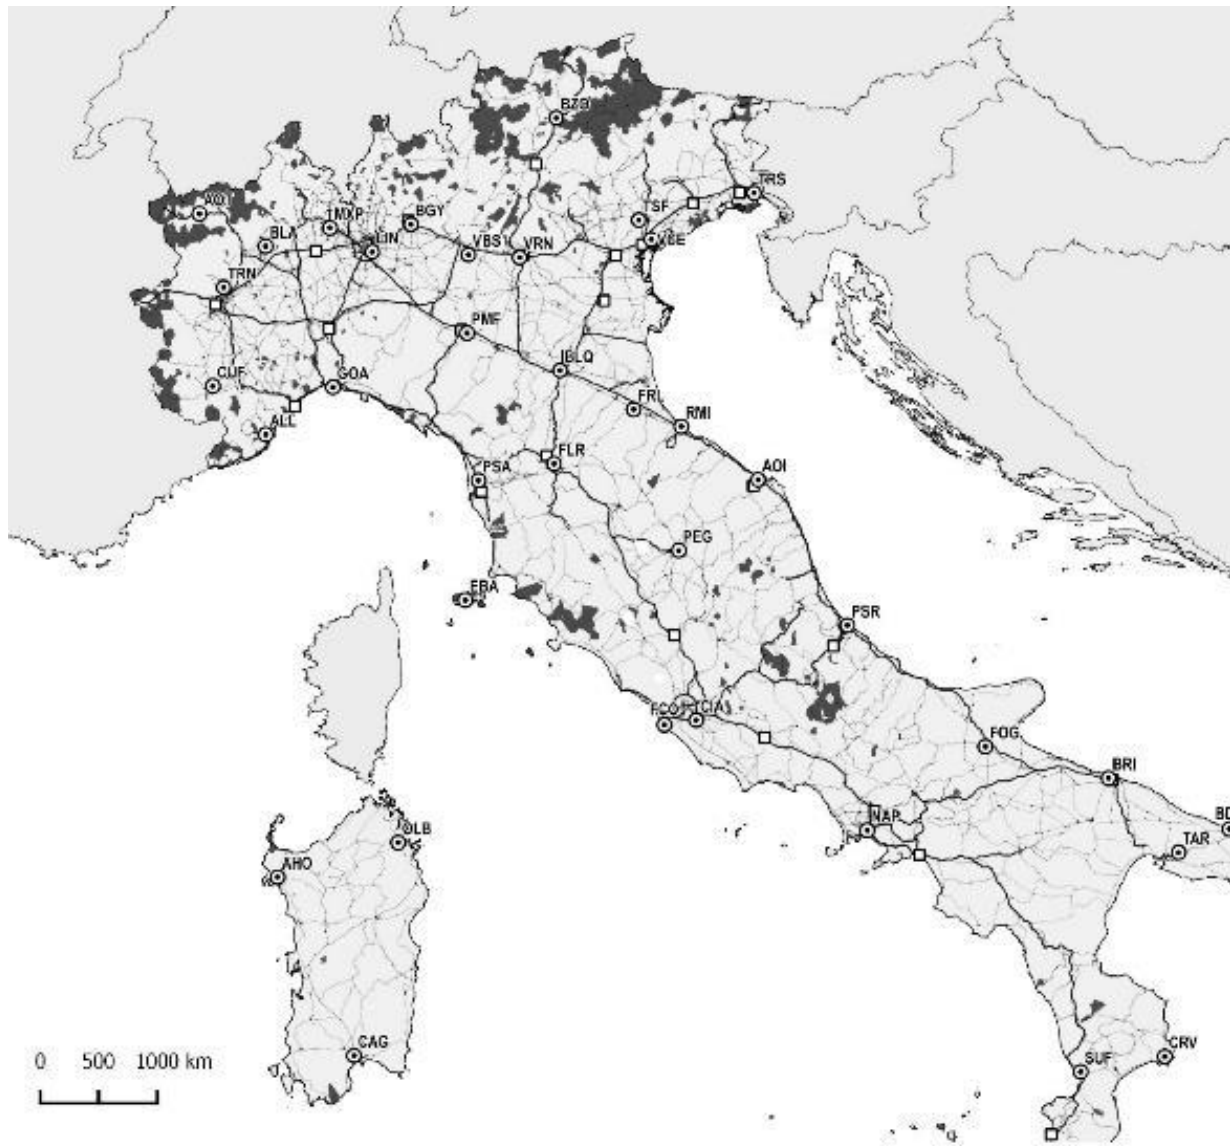 BZO
TRS
AOT
MXP
BGY
TSF
BLA
LIN
VBS
VRN
VCE
TRN
PMF
CUF
GOA
IBLQ
FRL
RMI
ALL
PSA
FLR
AOI
PEG
EBA
PSR
FCO
CIA
FOG
BRI
NAP
BD
TAR
OLB
AHO
CAG
SUF
CRV
0 500 1000 km